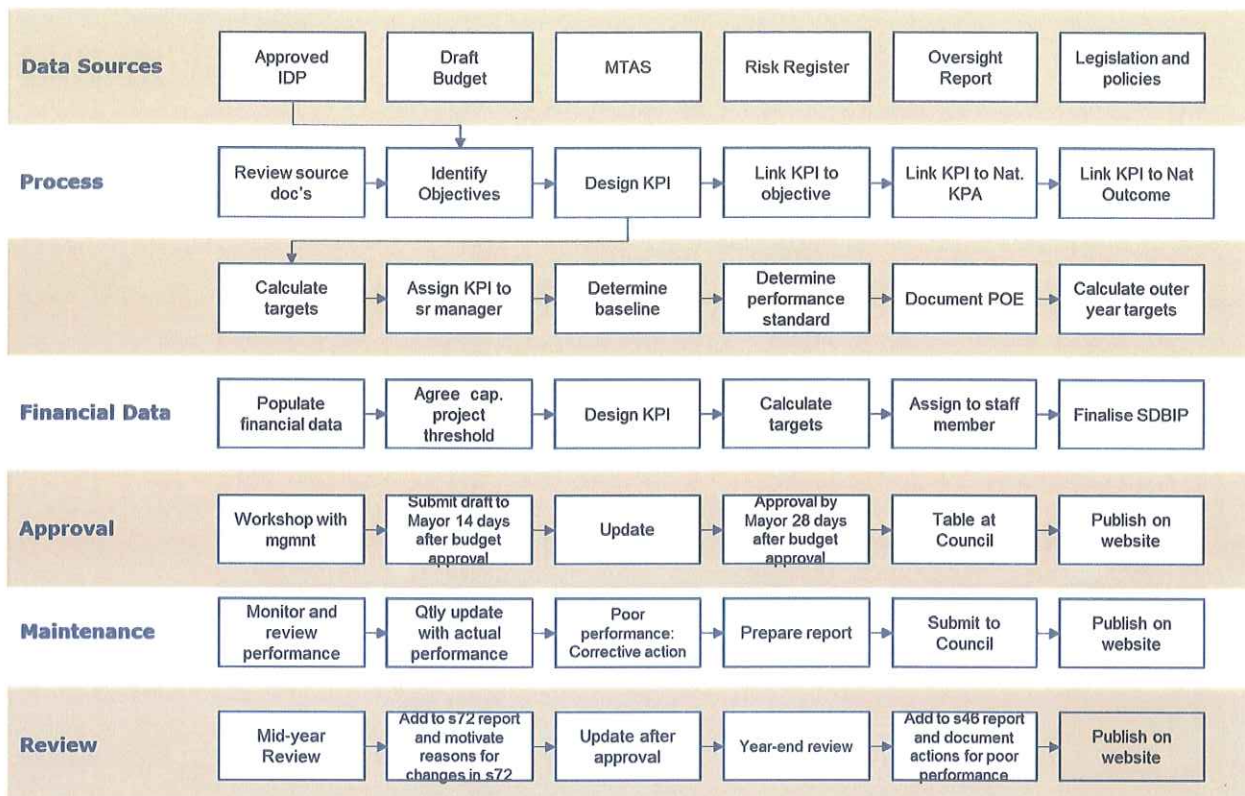 Data Sources
Approved
IDP
Draft
Budget
MTAS
Risk Register
Oversight
Report
Legislation and
policies
Process
Review source
doc's
Identify
Objectives
Design KPI
Link KPI to
objective
Link KPI to Nat.
KPA
Link KPI to Nat
Outcome
Calculate
targets
Assign KPI to
sr manager
Determine
baseline
Determine
performance
standard
Document POE
Calculate outer
year targets
Financial Data
Populate
financial data
Agree cap.
project
threshold
Design KPI
Calculate
targets
Assign to staff
member
Finalise SDBIP
Approval
Workshop with
mgmnt
Submit draft to
Mayor 14 days
after budget
approval
Update
Approval by
Mayor 28 days
after budget
approval
Table at
Council
Publish on
website
Maintenance
Monitor and
review
performance
Qtly update
with actual
performance
Poor
performance:
Corrective action
Prepare report
Submit to
Council
Publish on
website
Review
Mid-year
Review
Add to s72 report
and motivate
reasons for
changes in s72
Update after
approval
Year-end review
Add to s46 report
and document
actions for poor
performance
Publish on
website